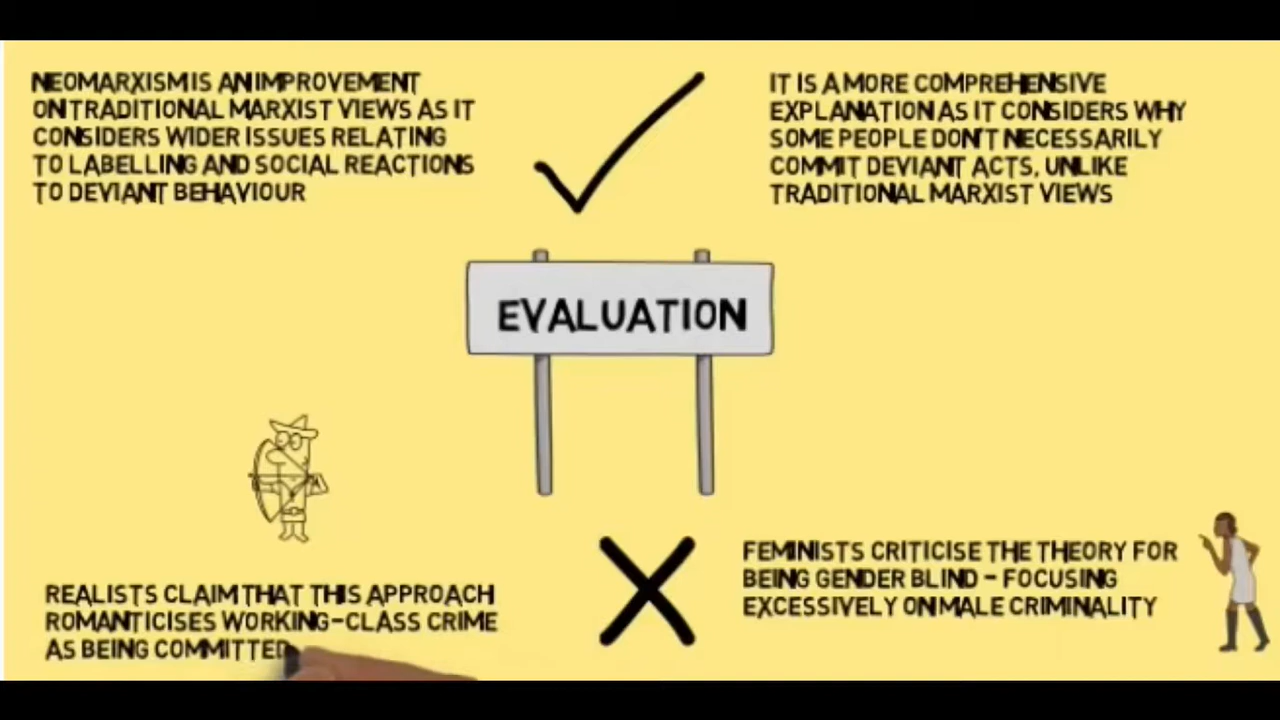 NEOMARXISM IS AN IMPROVEMENT
ON TRADITIONAL MARXIST VIEWS AS IT
CONSIDERS WIDER ISSUES RELATING
TO LABELLING AND SOCIAL REACTIONS
TO DEVIANT BEHAVIOUR
IT IS A MORE COMPREHENSIVE
EXPLANATION AS IT CONSIDERS WHY
SOME PEOPLE DON'T NECESSARILY
COMMIT DEVIANT ACTS, UNLIKE
TRADITIONAL MARXIST VIEWS
EVALUATION
REALISTS CLAIM THAT THIS APPROACH
ROMANTICISES WORKING-CLASS CRIME
AS BEING COMMITTED
FEMINISTS CRITICISE THE THEORY FOR
BEING GENDER BLIND - FOCUSING
EXCESSIVELY ON MALE CRIMINALITY